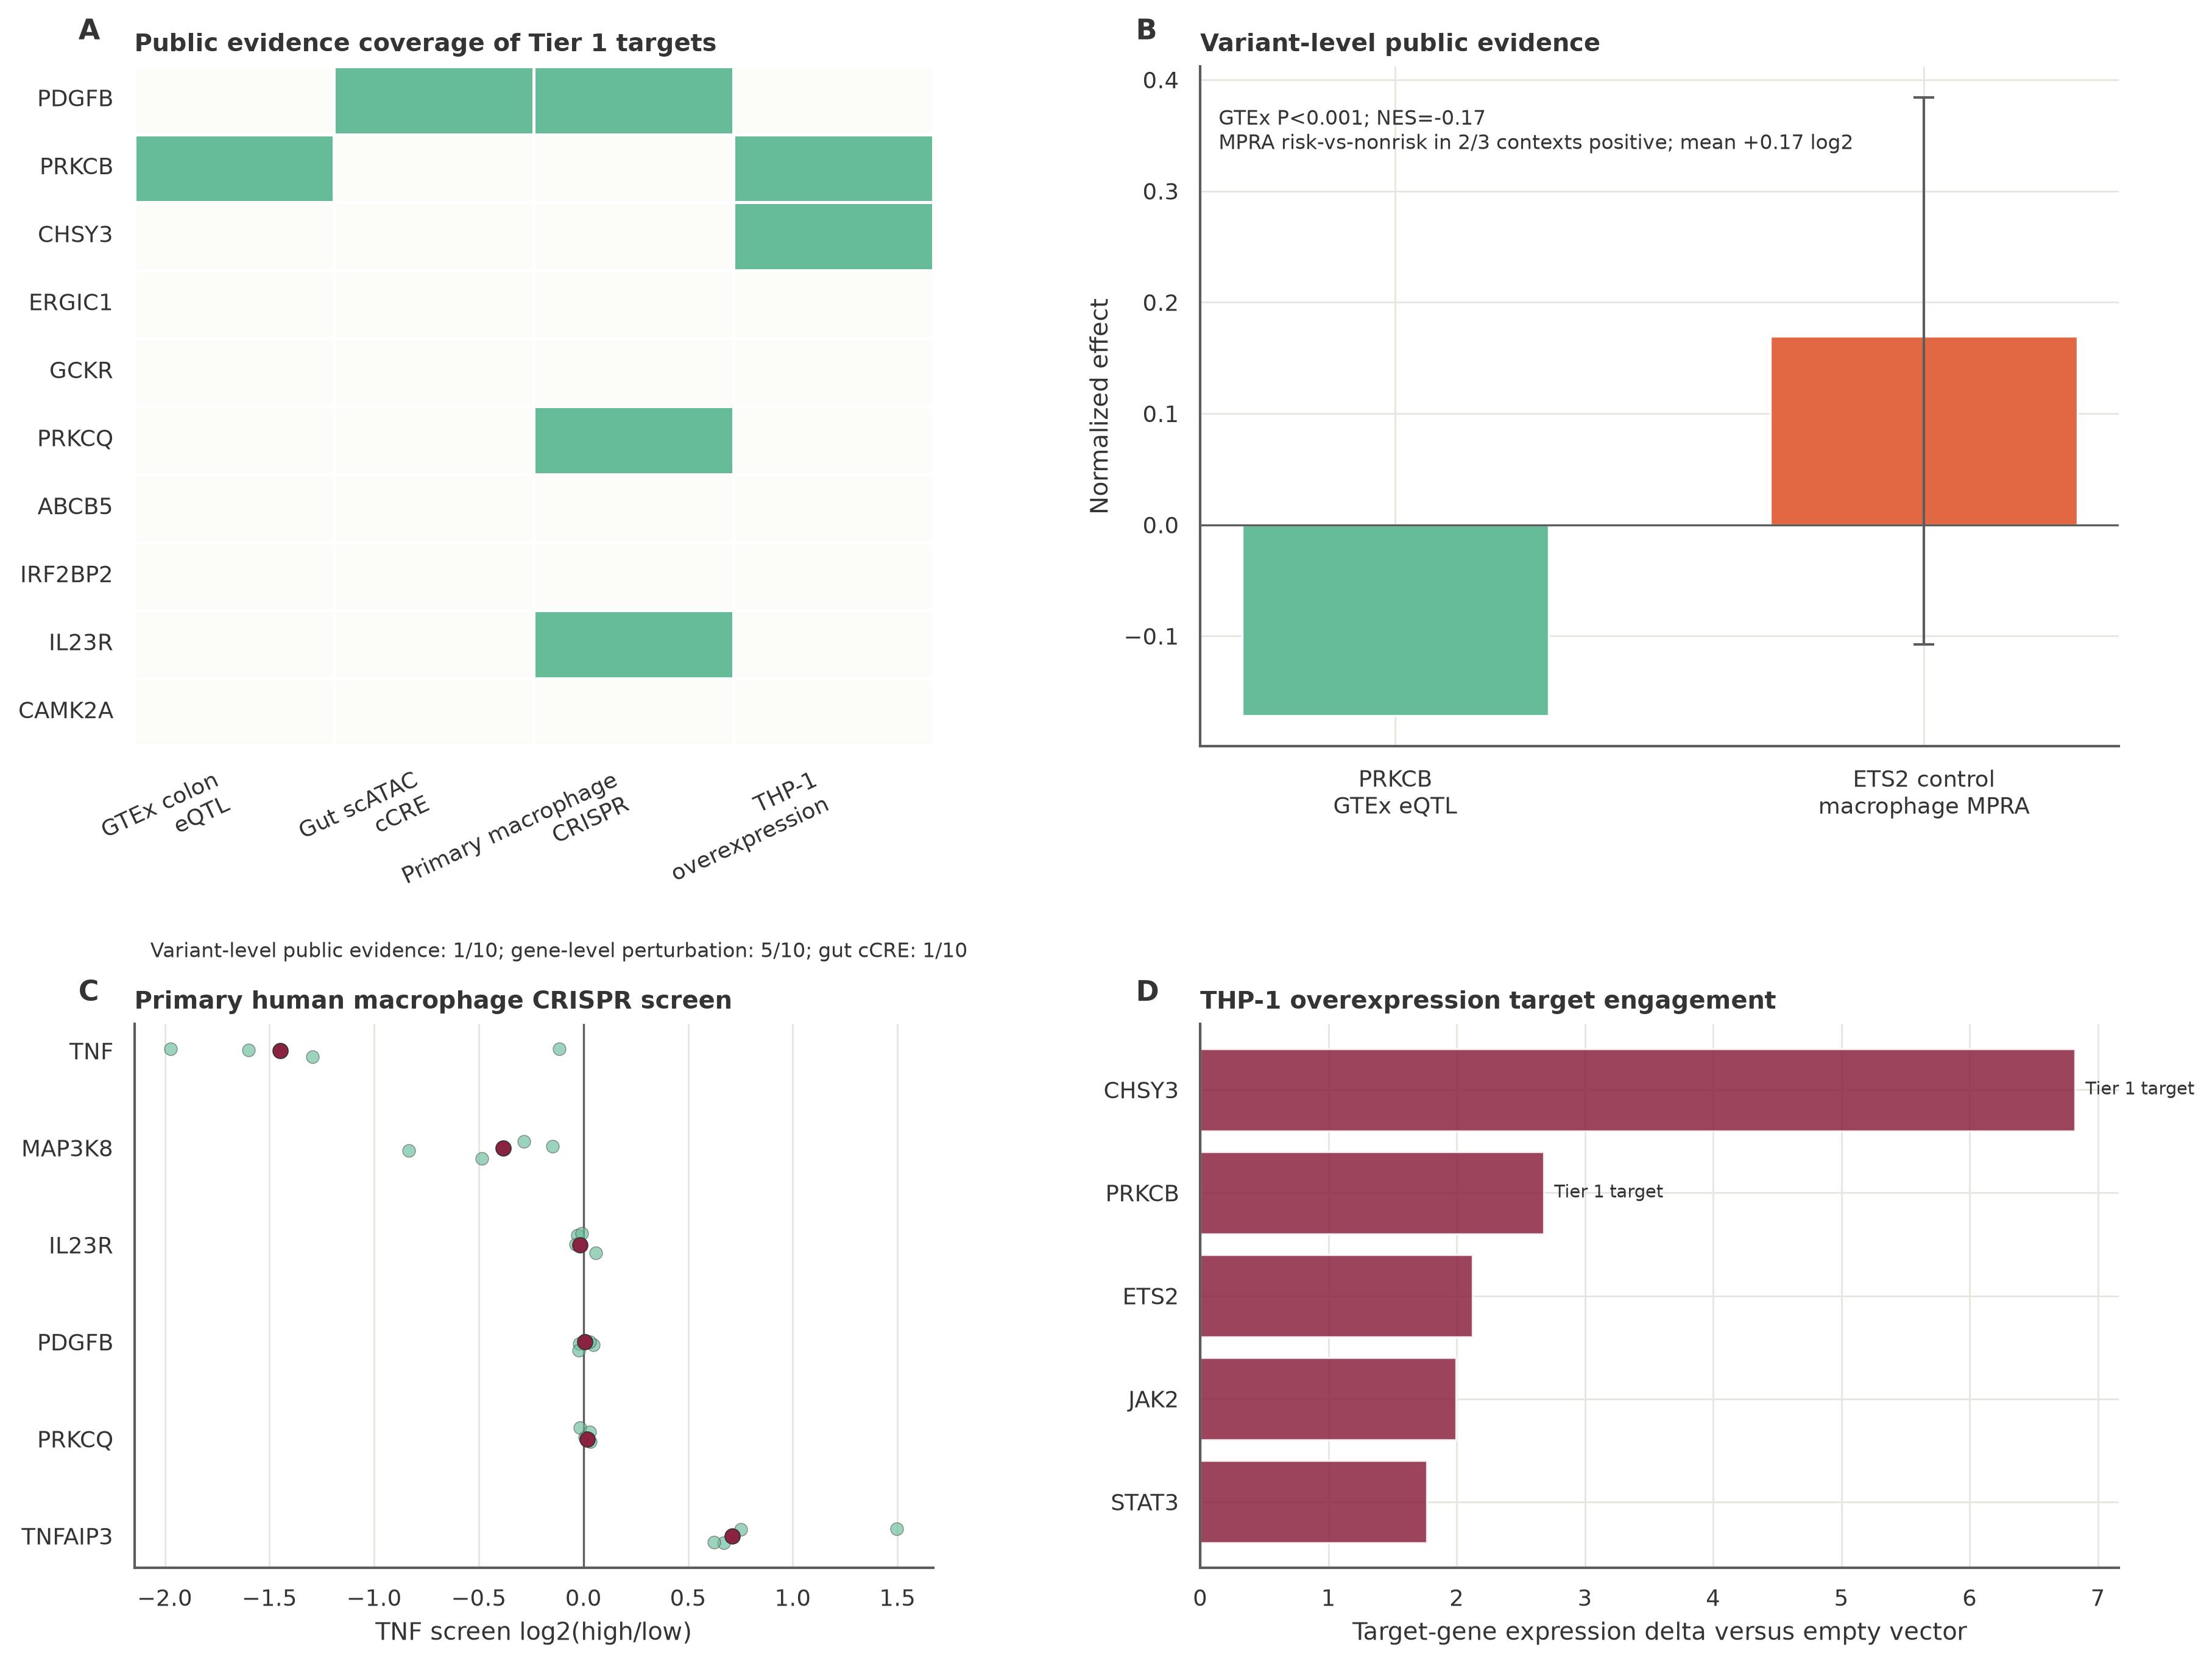 A
Public evidence coverage of Tier 1 targets
PDGFB
PRKCB
CHSY3
ERGIC1
GCKR
PRKCQ
ABCB5
IRF2BP2
IL23R
CAMK2A
GTEx colon
eQTL
Gut scATAC
cCRE
Primary macrophage
CRISPR
THP-1
overexpression
Variant-level public evidence: 1/10; gene-level perturbation: 5/10; gut cCRE: 1/10
B
Variant-level public evidence
GTEx P<0.001; NES=-0.17
MPRA risk-vs-nonrisk in 2/3 contexts positive; mean +0.17 log2
Normalized effect
0.4
0.3
0.2
0.1
0.0
−0.1
PRKCB
GTEx eQTL
ETS2 control
macrophage MPRA
C
Primary human macrophage CRISPR screen
TNF
MAP3K8
IL23R
PDGFB
PRKCQ
TNFAIP3
−2.0 −1.5 −1.0 −0.5 0.0 0.5 1.0 1.5
TNF screen log2(high/low)
D
THP-1 overexpression target engagement
CHSY3
Tier 1 target
PRKCB
Tier 1 target
ETS2
JAK2
STAT3
0 1 2 3 4 5 6 7
Target-gene expression delta versus empty vector